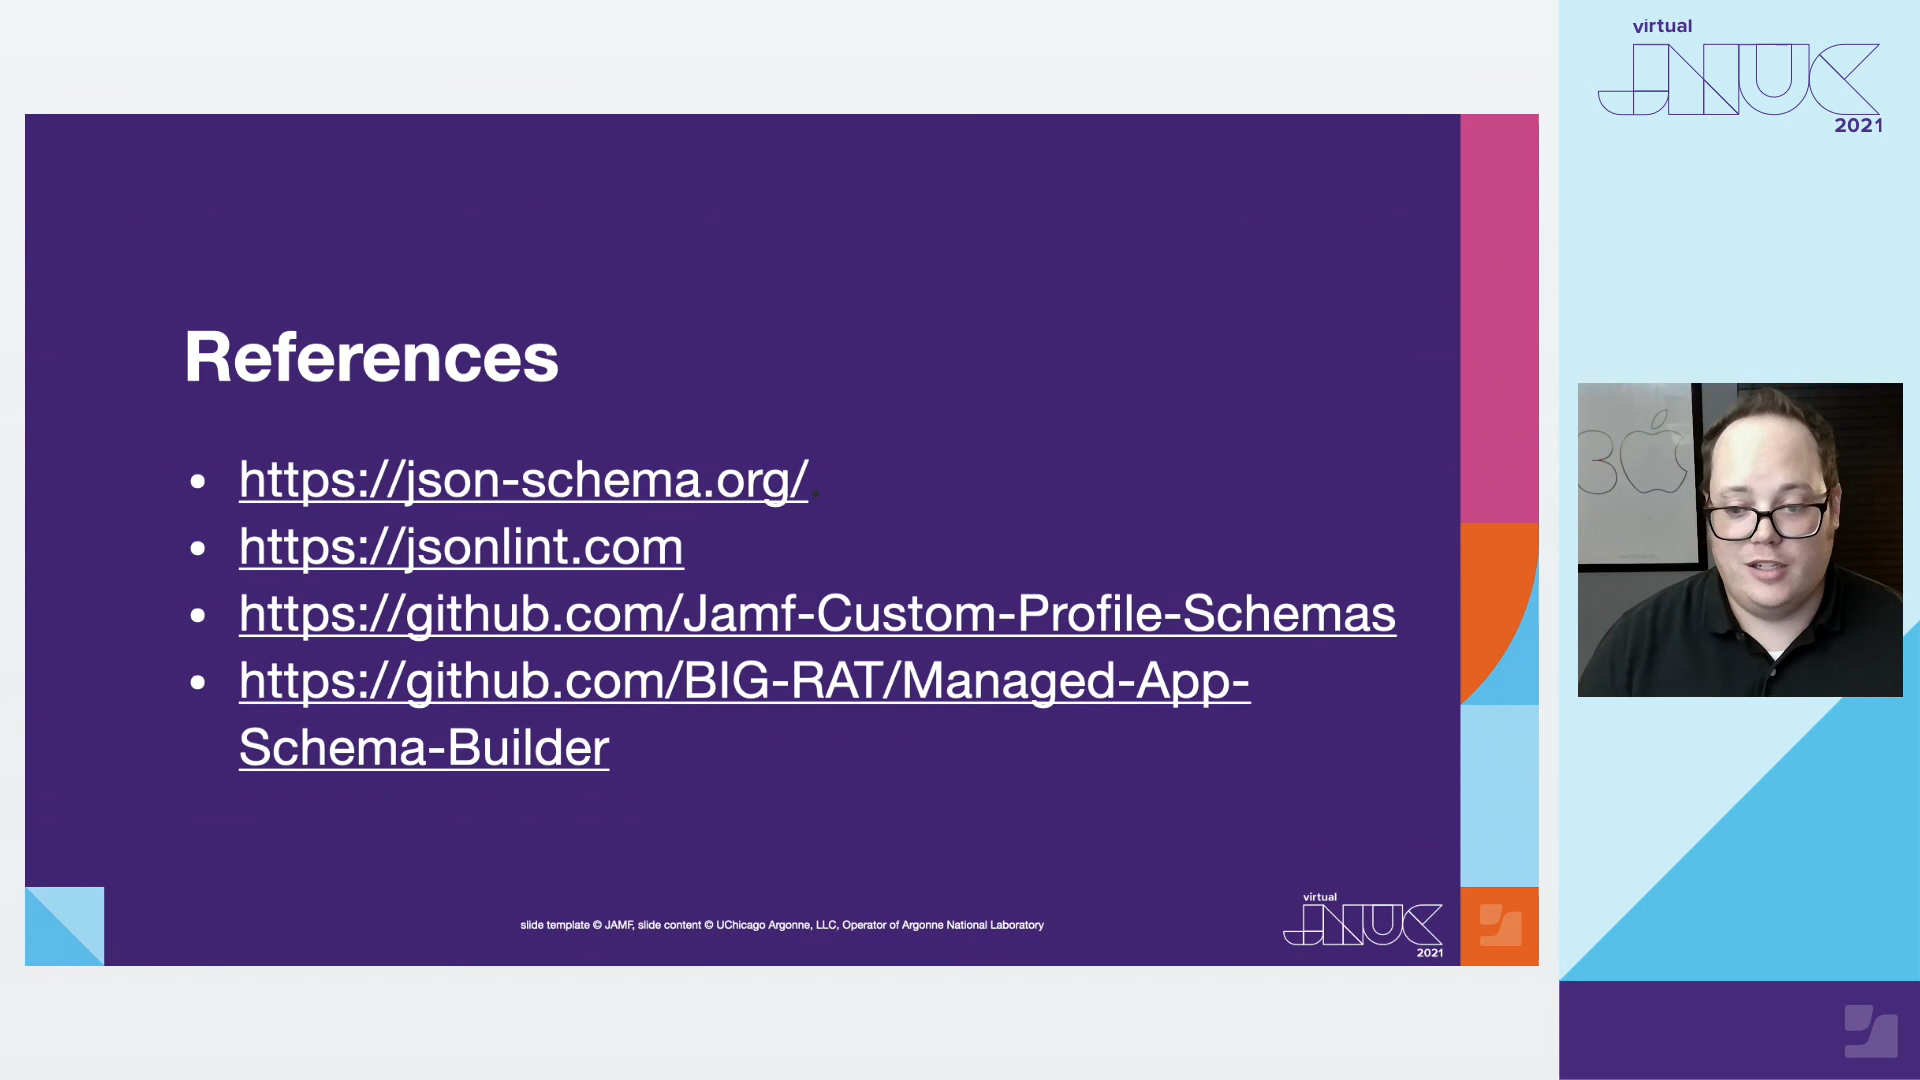 virtual
JNUC
2021
References
• https://json-schema.org/
• https://jsonlint.com
• https://github.com/Jamf-Custom-Profile-Schemas
• https://github.com/BIG-RAT/Managed-App-
Schema-Builder
slide template © JAMF, slide content © UChicago Argonne, LLC, Operator of Argonne National Laboratory
virtual
JNUC
2021